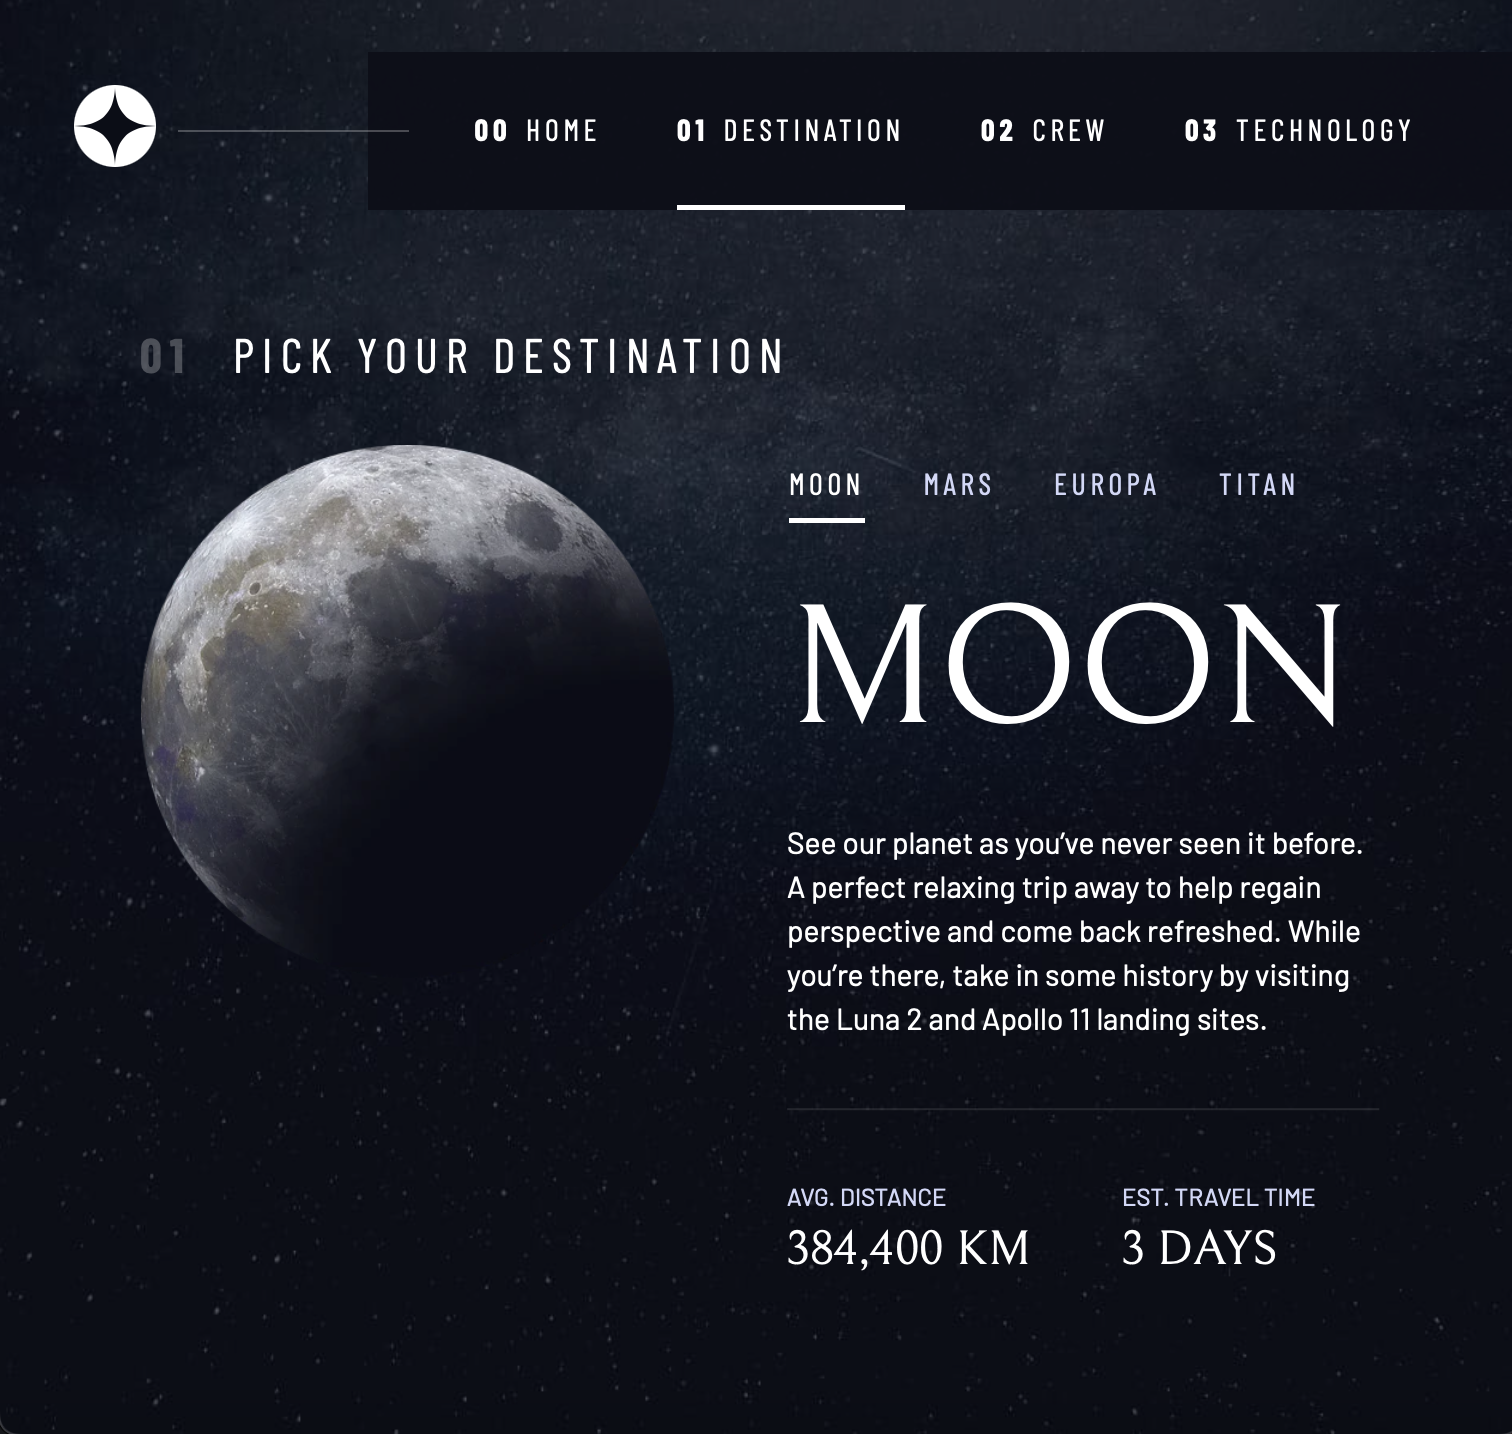 00 HOME 01 DESTINATION 02 CREW 03 TECHNOLOGY
01 PICK YOUR DESTINATION
MOON MARS EUROPA TITAN
MOON
See our planet as you’ve never seen it before.
A perfect relaxing trip away to help regain
perspective and come back refreshed. While
you’re there, take in some history by visiting
the Luna 2 and Apollo 11 landing sites.
AVG. DISTANCE EST. TRAVEL TIME
384,400 KM 3 DAYS